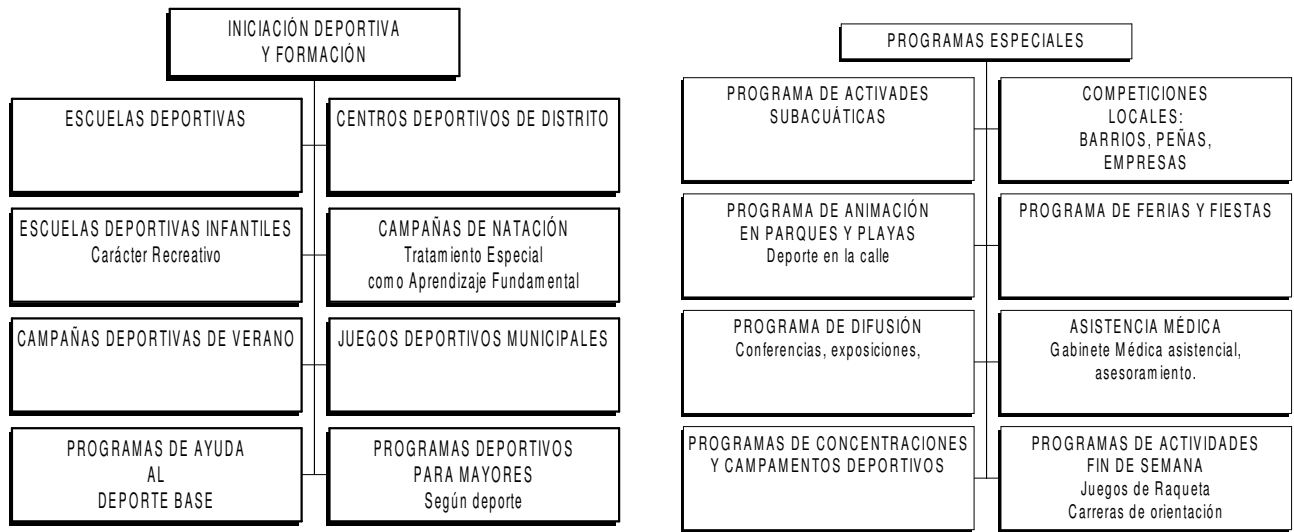 INICIACIÓN DEPORTIVA
Y FORMACIÓN
ESCUELAS DEPORTIVAS
CENTROS DEPORTIVOS DE DISTRITO
ESCUELAS DEPORTIVAS INFANTILES
Carácter Recreativo
CAMPAÑAS DE NATACIÓN
Tratamiento Especial
como Aprendizaje Fundamental
CAMPAÑAS DEPORTIVAS DE VERANO
JUEGOS DEPORTIVOS MUNICIPALES
PROGRAMAS DE AYUDA
AL
DEPORTE BASE
PROGRAMAS DEPORTIVOS
PARA MAYORES
Según deporte
PROGRAMAS ESPECIALES
PROGRAMA DE ACTIVADES
SUBACUÁTICAS
COMPETICIONES
LOCALES:
BARRIOS, PEÑAS,
EMPRESAS
PROGRAMA DE ANIMACIÓN
EN PARQUES Y PLAYAS
Deporte en la calle
PROGRAMA DE FERIAS Y FIESTAS
PROGRAMA DE DIFUSIÓN
Conferencias, exposiciones,
ASISTENCIA MÉDICA
Gabinete Médica asistencial,
asesoramiento.
PROGRAMAS DE CONCENTRACIONES
Y CAMPAMENTOS DEPORTIVOS
PROGRAMAS DE ACTIVIDADES
FIN DE SEMANA
Juegos de Raqueta
Carreras de orientación